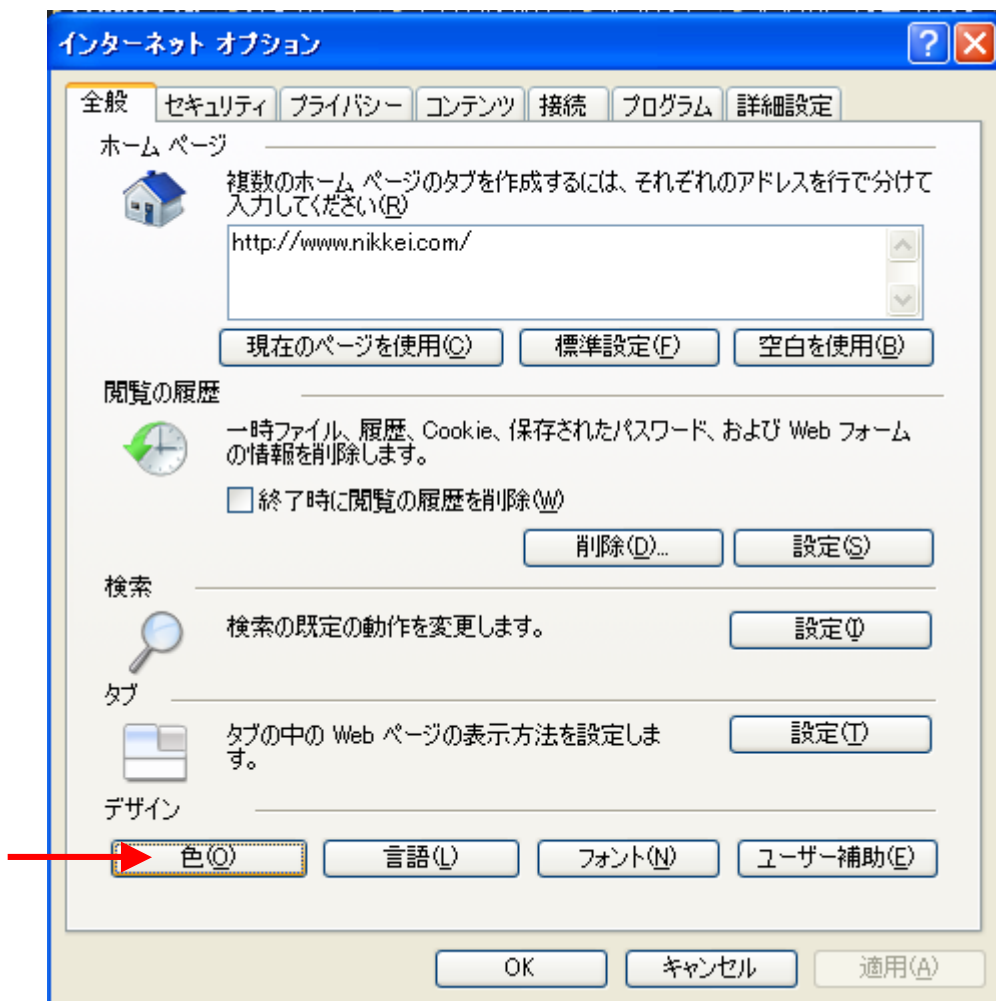 インターネット オプション
全般 セキュリティ プライバシー コンテンツ 接続 プログラム 詳細設定
ホーム ページ
複数のホーム ページのタブを作成するには、それぞれのアドレスを行で分けて
入力してください(R)
http://www.nikkei.com/
現在のページを使用(C) 標準設定(F) 空白を使用(B)
閲覧の履歴
一時ファイル、履歴、Cookie、保存されたパスワード、および Web フォーム
の情報を削除します。
終了時に閲覧の履歴を削除(W)
削除(D)... 設定(S)
検索
検索の既定の動作を変更します。
設定(I)
タブ
タブの中の Web ページの表示方法を設定しま
す。
設定(T)
デザイン
色(O) 言語(L) フォント(N) ユーザー補助(E)
OK キャンセル 適用(A)